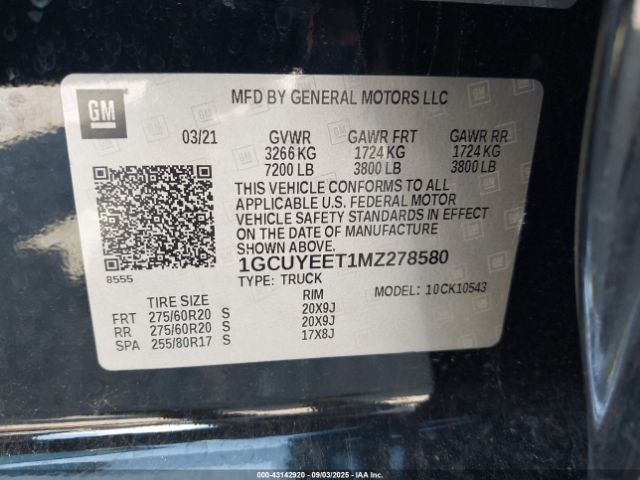 GM
MFD BY GENERAL MOTORS LLC
03/21 GVWR GAWR FRT GAWR RR
3266 KG 1724 KG 1724 KG
7200 LB 3800 LB 3800 LB
THIS VEHICLE CONFORMS TO ALL
APPLICABLE U.S. FEDERAL MOTOR
VEHICLE SAFETY STANDARDS IN EFFECT
ON THE DATE OF MANUFACTURE
SHOWN ABOVE.
1GCUYEET1MZ278580
8555
TYPE: TRUCK MODEL: 10CK10543
TIRE SIZE RIM
FRT 275/60R20 S 20X9J
RR 275/60R20 S 20X9J
SPA 255/80R17 S 17X8J
000-43142920 - 09/03/2025 - IAAI.COM